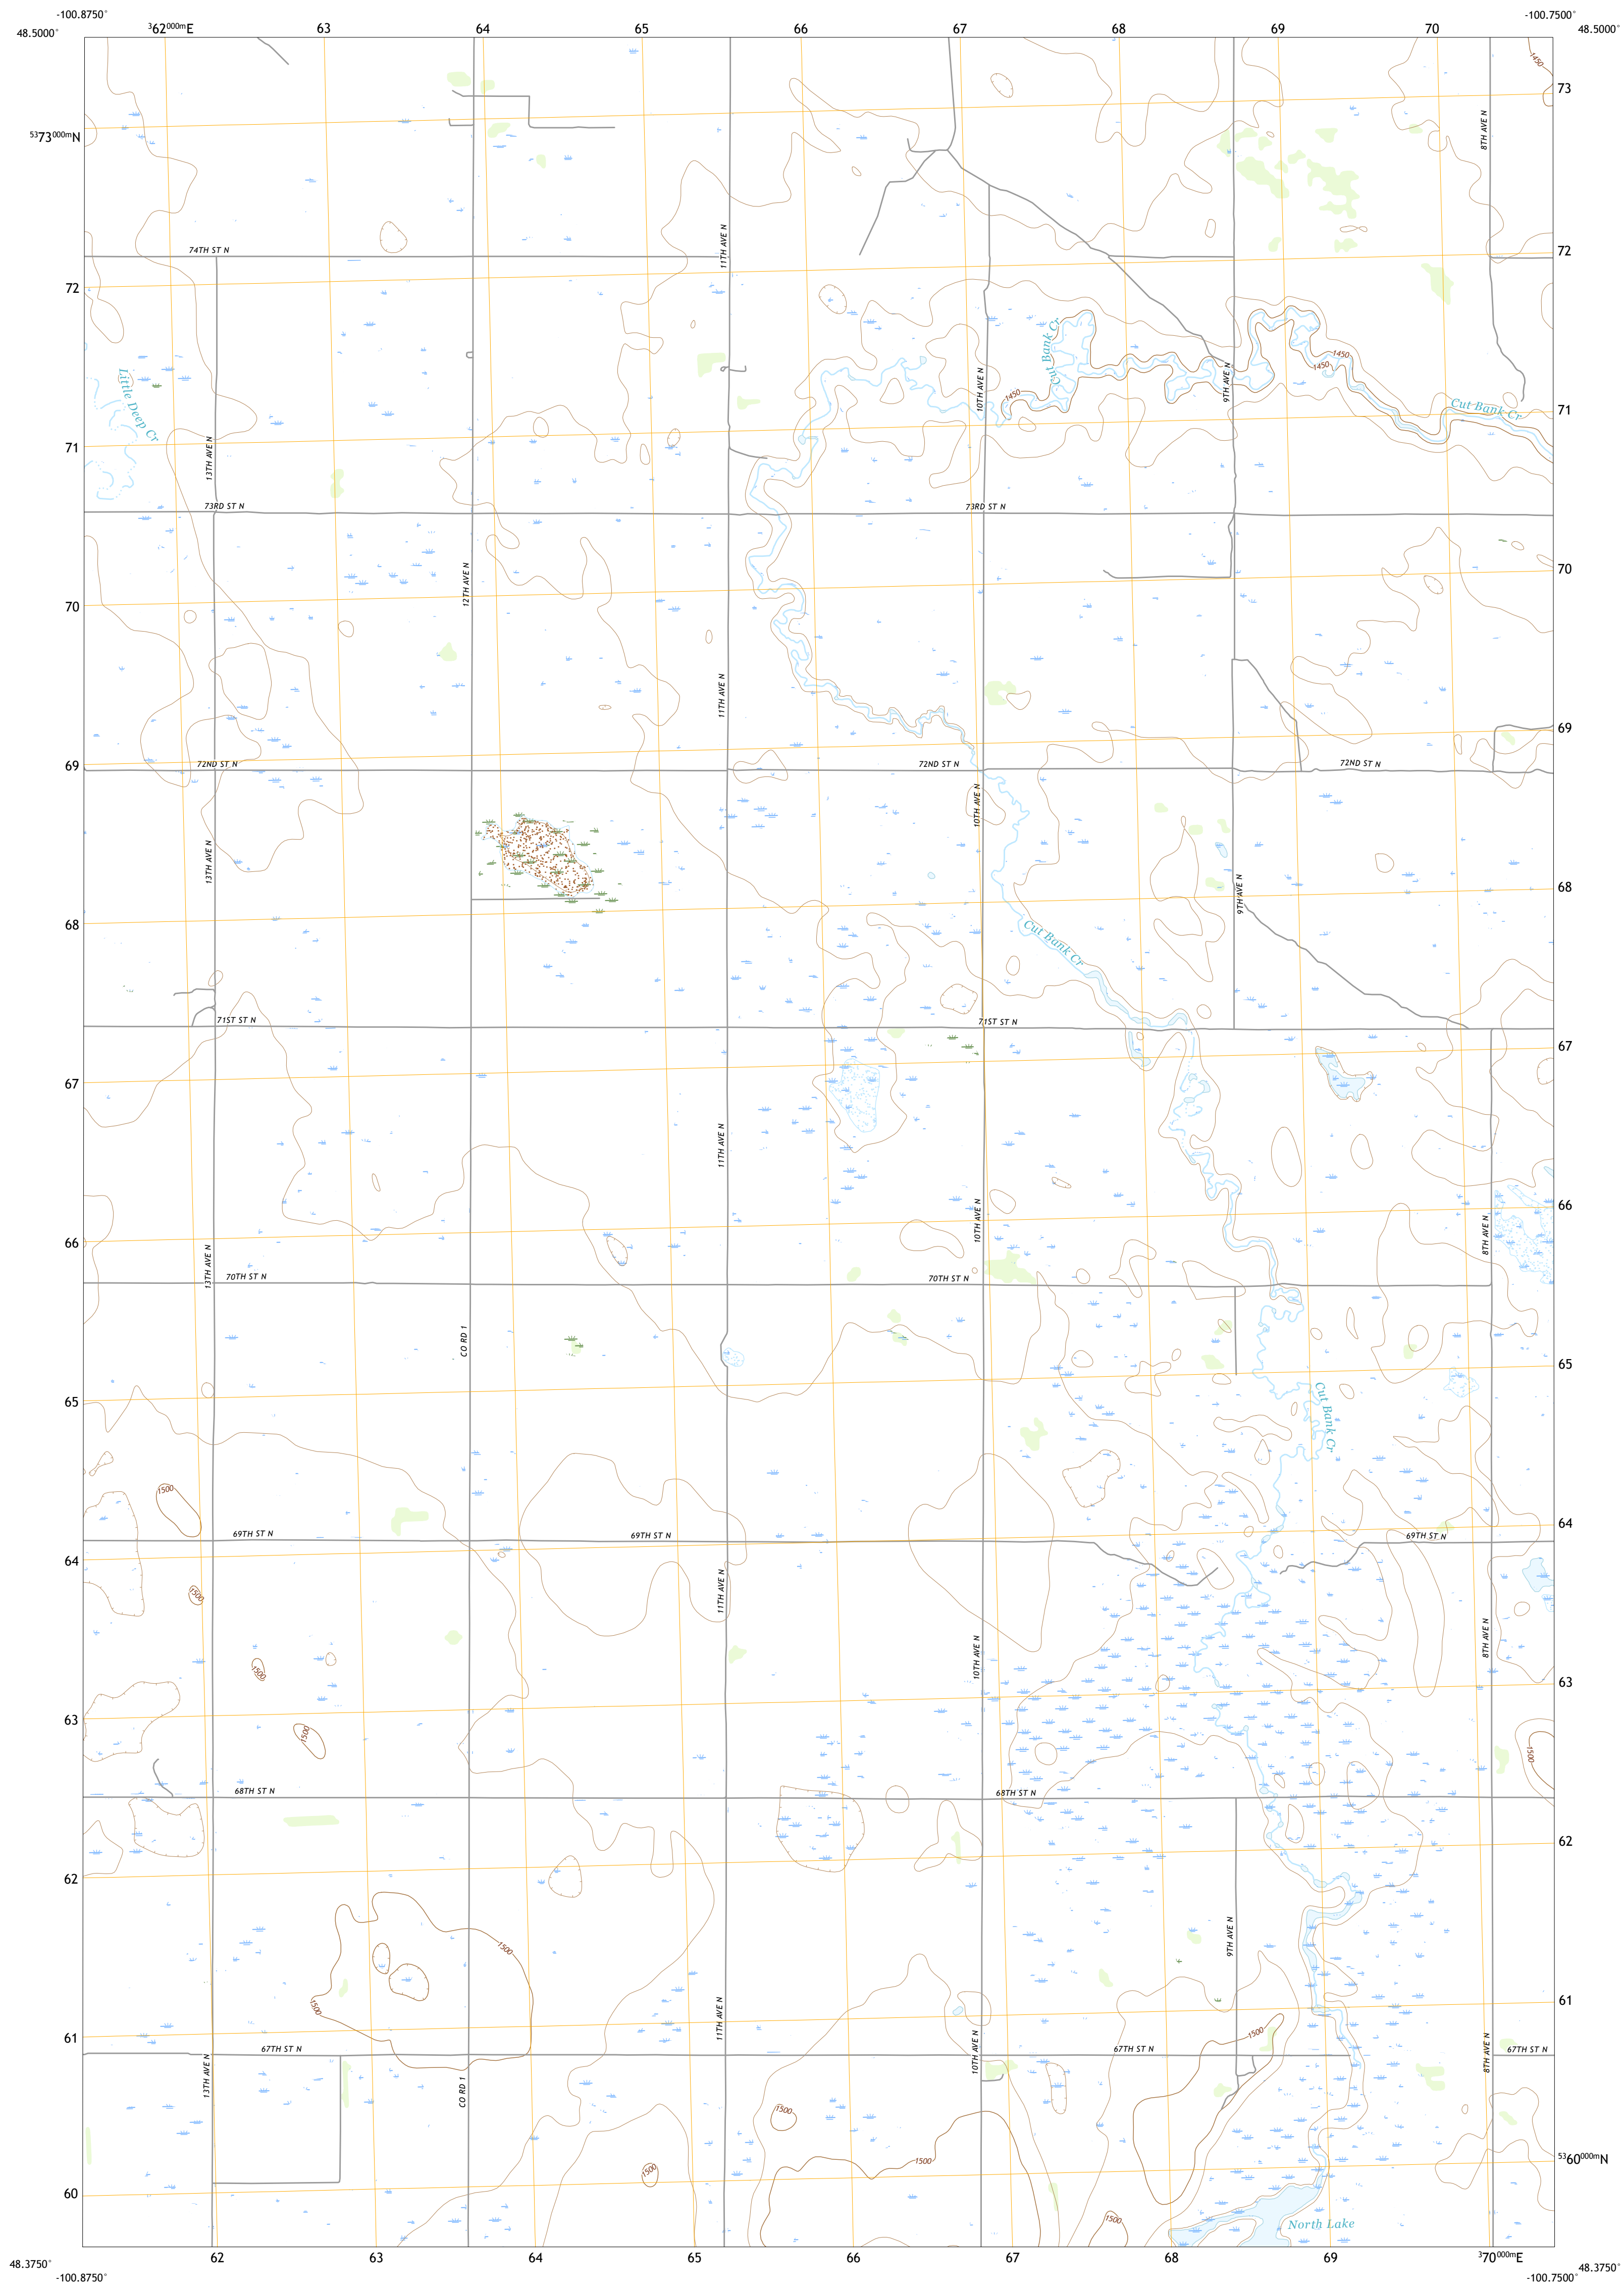 -100.8750°
-100.7500°
48.5000°
³62⁰⁰⁰ᵐE
63
64
65
66
67
68
69
70
48.5000°
1450
73
⁵³73⁰⁰⁰ᵐN
8TH AVE N
74TH ST N
11TH AVE N
72
72
Cut Bank Cr
1450
1450
Little Deep Cr
10TH AVE N
9TH AVE N
1450
Cut Bank Cr
71
13TH AVE N
71
73RD ST N
73RD ST N
12TH AVE N
70
70
11TH AVE N
69
72ND ST N
72ND ST N
72ND ST N
69
10TH AVE N
13TH AVE N
9TH AVE N
68
68
Cut Bank Cr
71ST ST N
71ST ST N
67
67
11TH AVE N
10TH AVE N
66
8TH AVE N
66
13TH AVE N
70TH ST N
70TH ST N
CO RD 1
65
65
Cut Bank Cr
1500
69TH ST N
69TH ST N
69TH ST N
64
64
1500
11TH AVE N
10TH AVE N
8TH AVE N
1500
63
63
1500
1500
68TH ST N
68TH ST N
62
62
9TH AVE N
1500
1500
61
11TH AVE N
1500
61
67TH ST N
67TH ST N
67TH ST N
13TH AVE N
CO RD 1
10TH AVE N
8TH AVE N
1500
1500
1500
⁵³60⁰⁰⁰ᵐN
60
1500
North Lake
48.3750°
62
63
64
65
66
67
68
69
³70⁰⁰⁰ᵐE
48.3750°
-100.8750°
-100.7500°